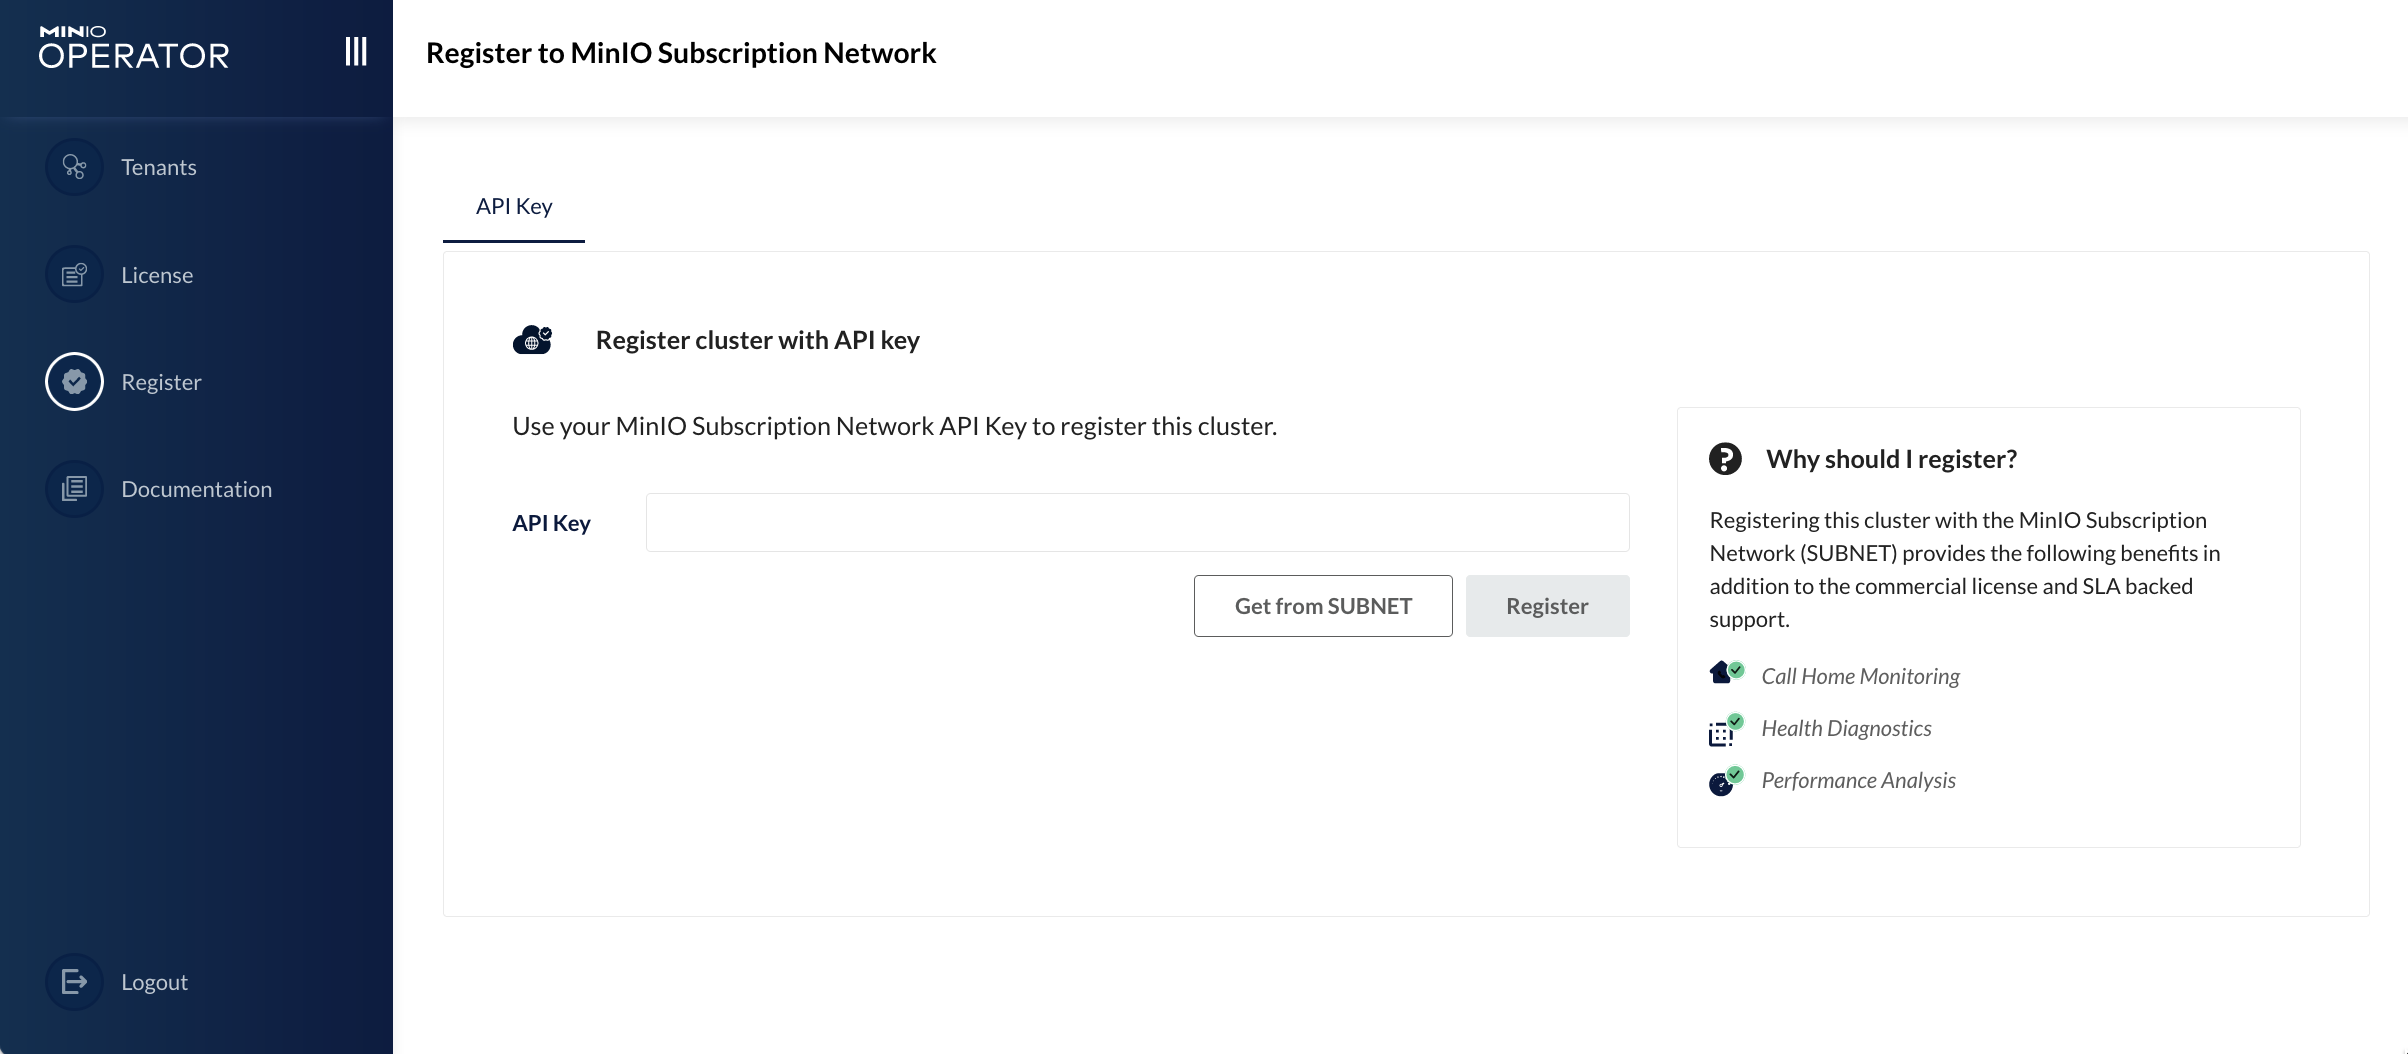 MINIO
OPERATOR
Register to MinIO Subscription Network
Tenants
License
Register
Documentation
Logout
API Key
Register cluster with API key
Use your MinIO Subscription Network API Key to register this cluster.
API Key
Get from SUBNET
Register
Why should I register?
Registering this cluster with the MinIO Subscription
Network (SUBNET) provides the following benefits in
addition to the commercial license and SLA backed
support.
Call Home Monitoring
Health Diagnostics
Performance Analysis